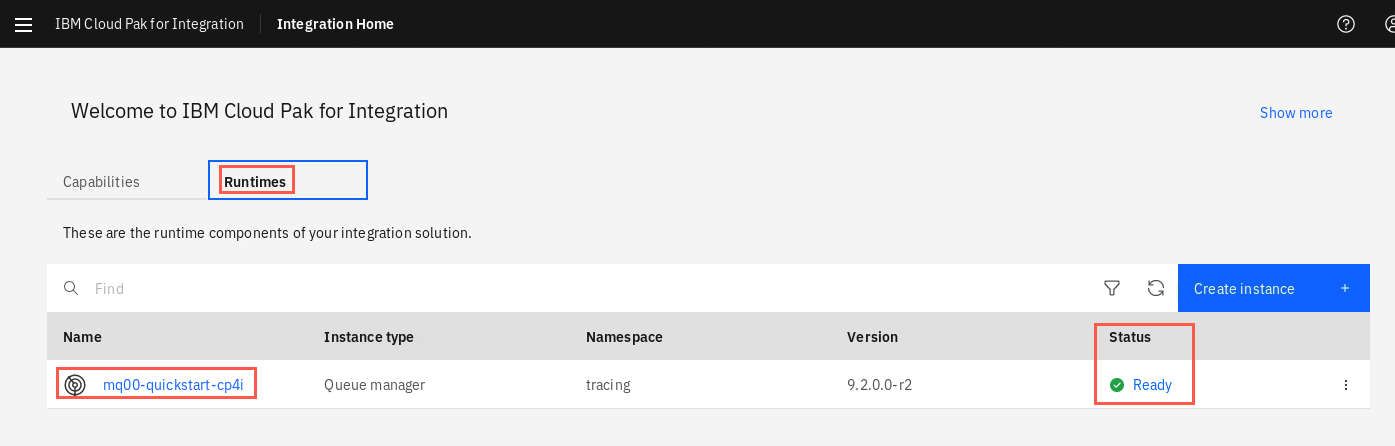 IBM Cloud Pak for Integration Integration Home
Welcome to IBM Cloud Pak for Integration
Show more
Capabilities Runtimes
These are the runtime components of your integration solution.
Find Create instance +
Name Instance type Namespace Version Status
mq00-quickstart-cp4i Queue manager tracing 9.2.0.0-r2 Ready